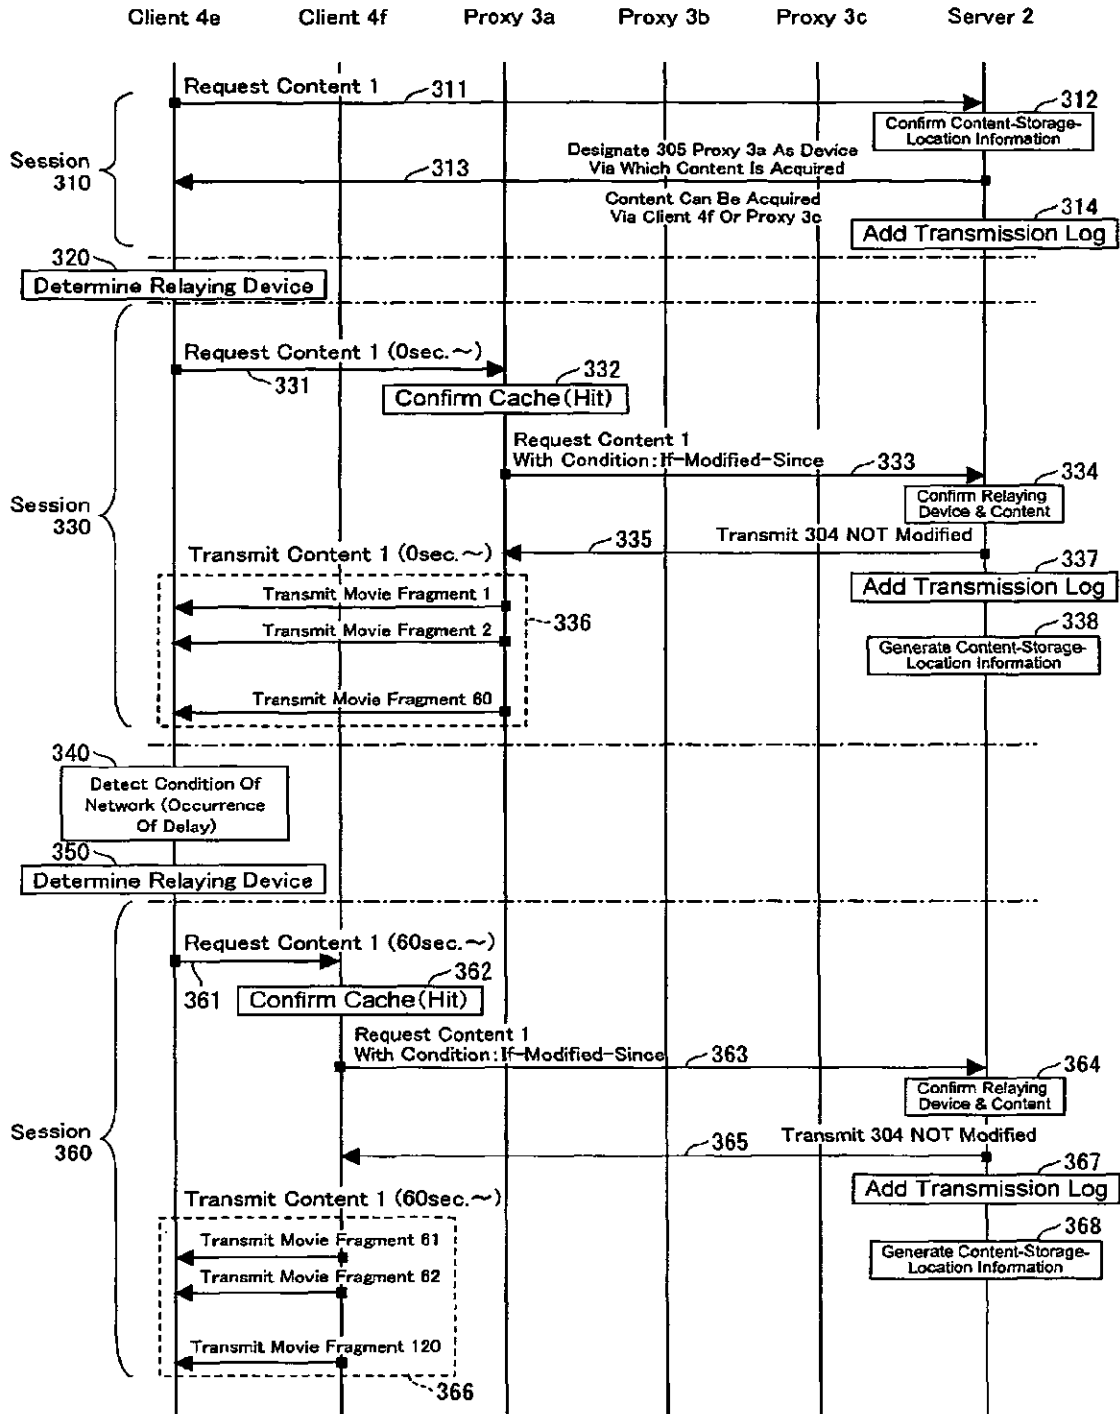 Client 4e Client 4f Proxy 3a Proxy 3b Proxy 3c Server 2
Request Content 1
311
312
Confirm Content-Storage-
Location Information
Session
310
313
Designate 305 Proxy 3a As Device
Via Which Content Is Acquired
Content Can Be Acquired
Via Client 4f Or Proxy 3c
314
Add Transmission Log
320
Determine Relaying Device
Request Content 1 (0sec.~)
331
332
Confirm Cache(Hit)
Request Content 1
With Condition:If-Modified-Since
333
334
Confirm Relaying
Device & Content
Session
330
335
Transmit 304 NOT Modified
Transmit Content 1 (0sec.~)
337
Add Transmission Log
Transmit Movie Fragment 1
336
Transmit Movie Fragment 2
338
Generate Content-Storage-
Location Information
Transmit Movie Fragment 60
340
Detect Condition Of
Network (Occurrence
Of Delay)
350
Determine Relaying Device
Request Content 1 (60sec.~)
361
362
Confirm Cache(Hit)
Request Content 1
With Condition:If-Modified-Since
363
364
Confirm Relaying
Device & Content
Session
360
365
Transmit 304 NOT Modified
367
Add Transmission Log
Transmit Content 1 (60sec.~)
Transmit Movie Fragment 61
368
Generate Content-Storage-
Location Information
Transmit Movie Fragment 62
Transmit Movie Fragment 120
366